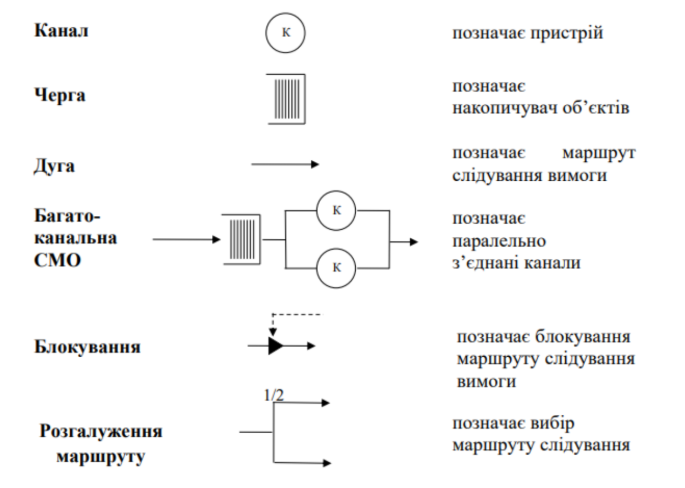 Канал
К
позначає пристрій
Черга
позначає
накопичувач об’єктів
Дуга
позначає маршрут
слідування вимоги
Багато-
канальна
СМО
К
К
позначає
паралельно
з’єднані канали
Блокування
позначає блокування
маршруту слідування
вимоги
1/2
Розгалуження
маршруту
позначає вибір
маршруту слідування